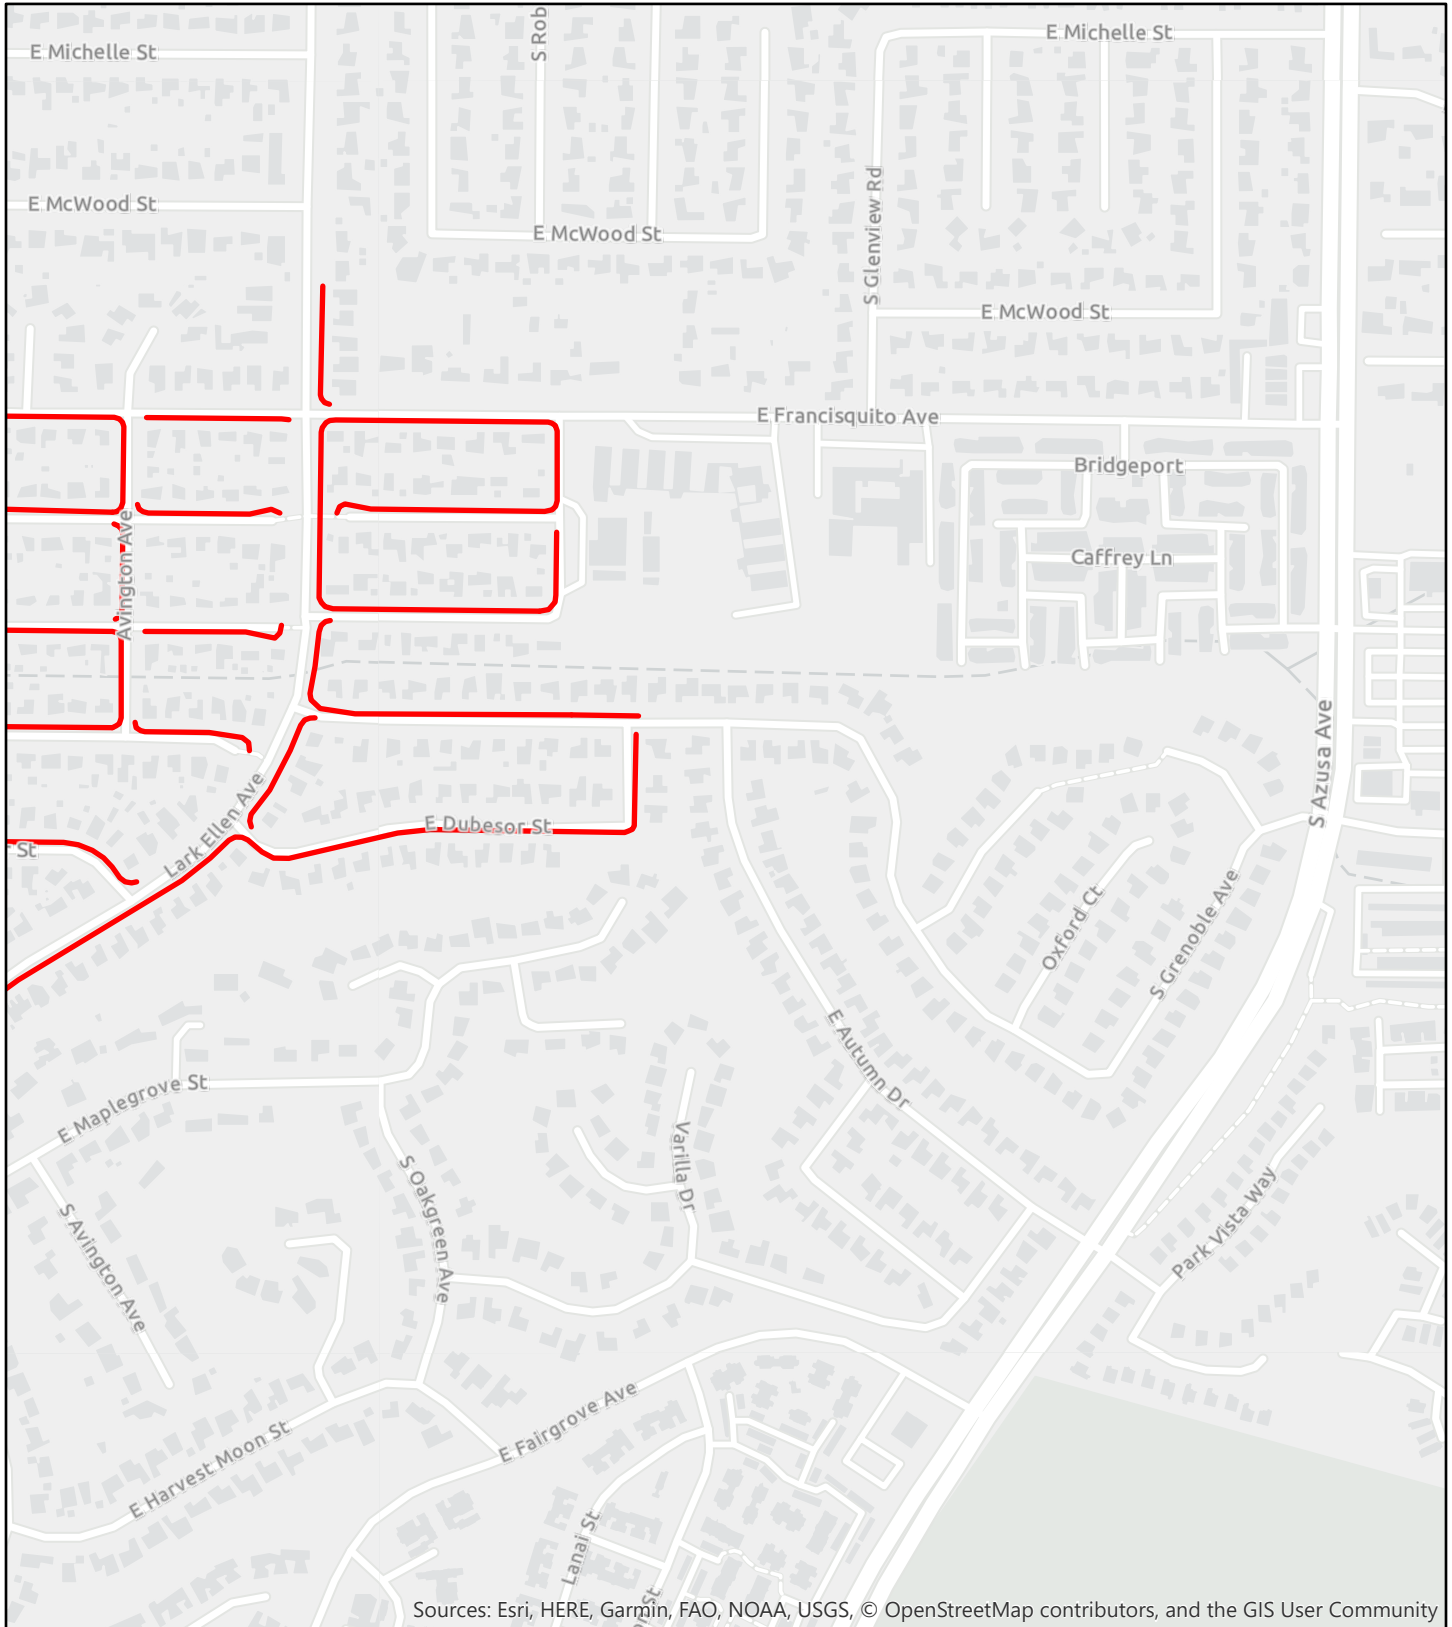 E Michelle St
S Rob
E Michelle St
E McWood St
E McWood St
S Glenview Rd
E McWood St
E Francisquito Ave
Bridgeport
Avington Ave
Caffrey Ln
S Azusa Ave
Lark Ellen Ave
E Dubesor St
St
Oxford Ct
S Grenoble Ave
E Autumn Dr
E Maplegrove St
Varilla Dr
S Oakgreen Ave
S Avington Ave
Park Vista Way
E Fairgrove Ave
E Harvest Moon St
Lanai St
Sources: Esri, HERE, Garmin, FAO, NOAA, USGS, © OpenStreetMap contributors, and the GIS User Community